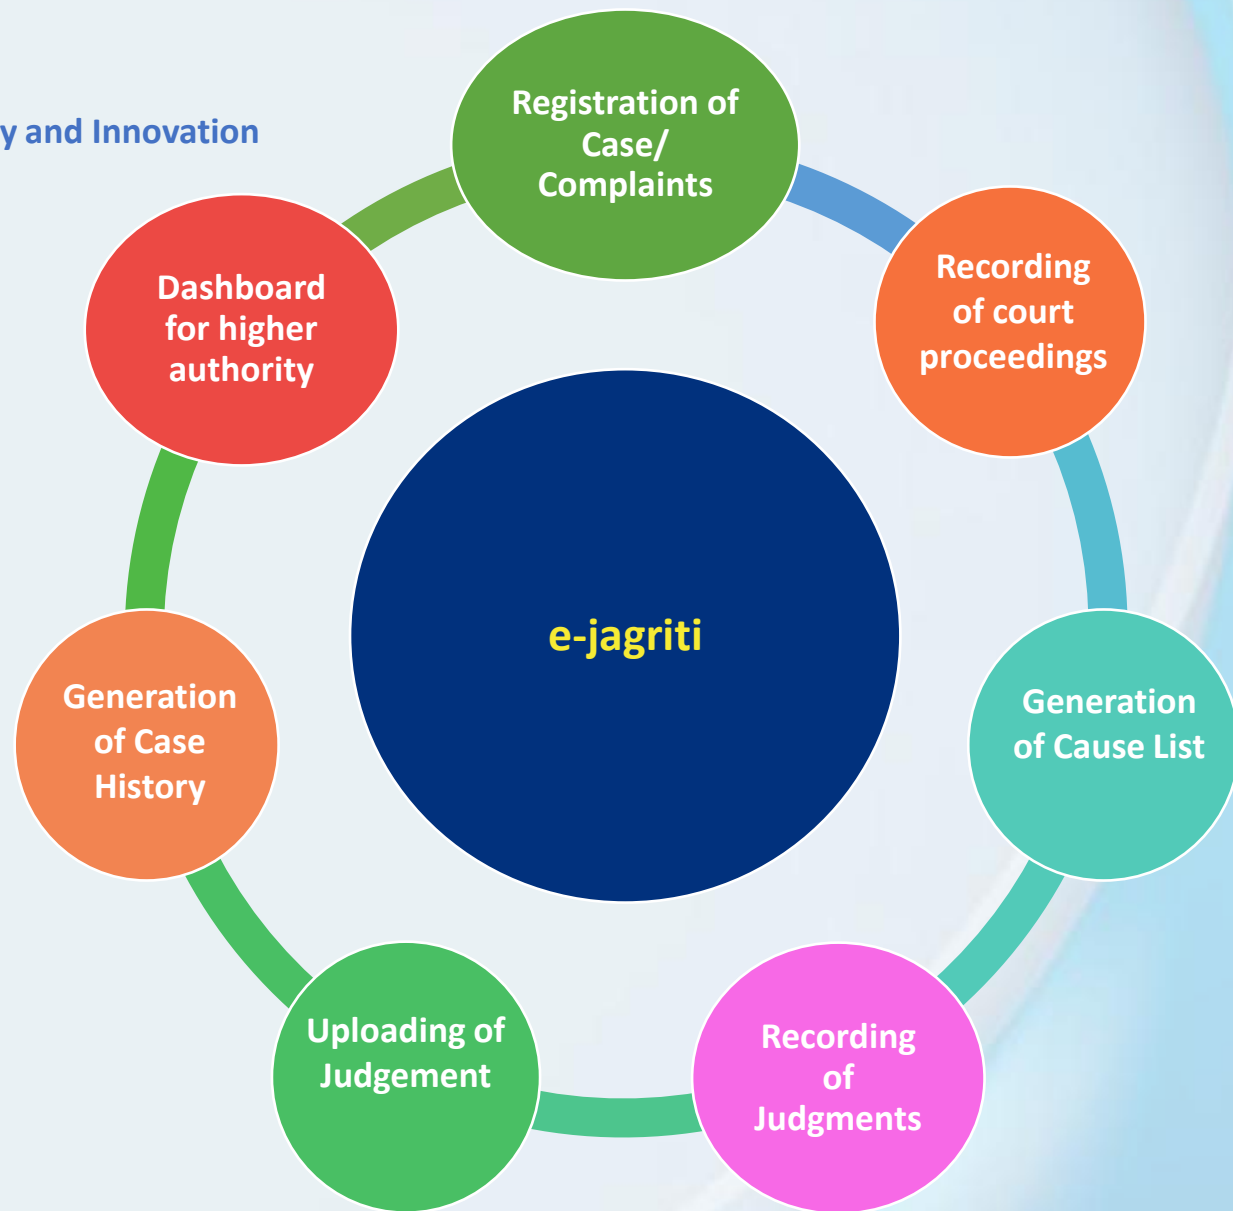 y and Innovation
Registration of
Case/
Complaints
Recording
of court
proceedings
Generation
of Cause List
Recording
of
Judgments
Uploading of
Judgement
Generation
of Case
History
Dashboard
for higher
authority
e-jagriti